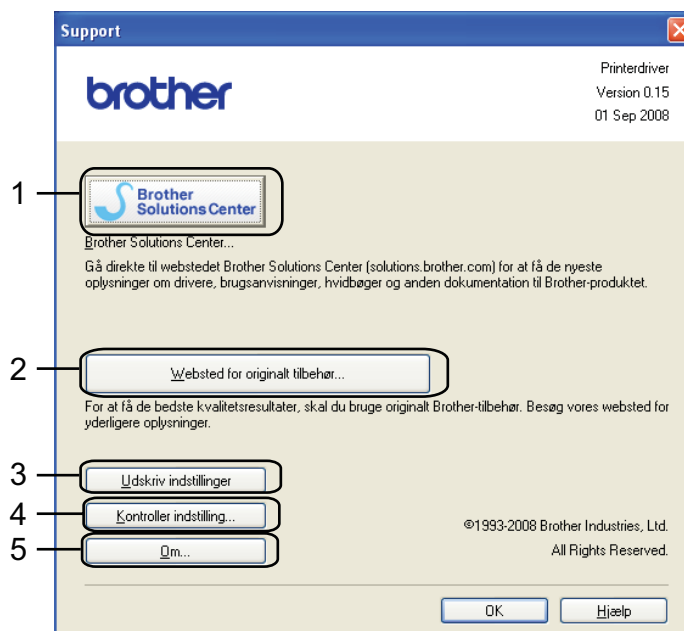 Support
brother
Printerdriver
Version 0.15
01 Sep 2008
1
Brother
Solutions Center
Brother Solutions Center...
Gå direkte til webstedet Brother Solutions Center (solutions.brother.com) for at få de nyeste
oplysninger om drivere, brugsanvisninger, hvidbøger og anden dokumentation til Brother-produktet.
2
Websted for originalt tilbehør...
For at få de bedste kvalitetsresultater, skal du bruge originalt Brother-tilbehør. Besøg vores websted for
yderligere oplysninger.
3
Udskriv indstillinger
4
Kontroller indstilling...
©1993-2008 Brother Industries, Ltd.
5
Om...
All Rights Reserved.
OK
Hjælp